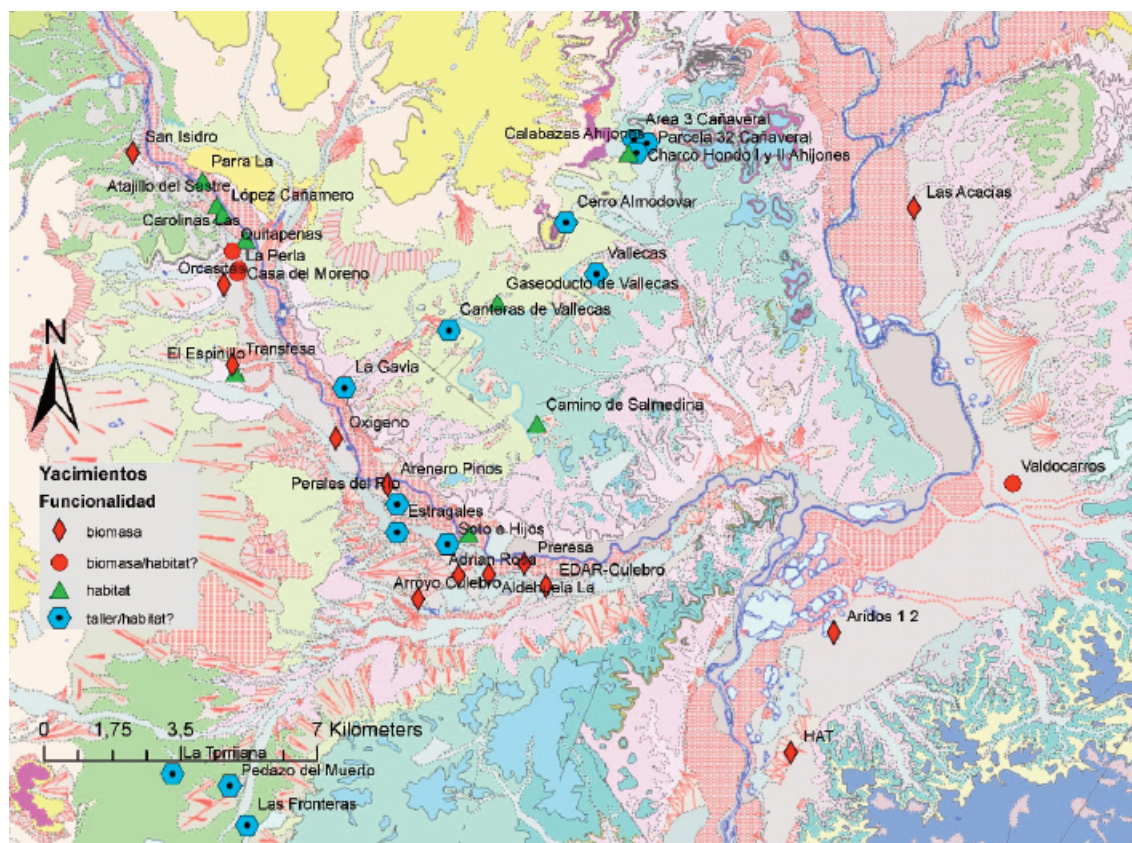 Area 3 Cañaveral
Calabazas Ahijones
Parcela 32 Cañaveral
San Isidro
Charco Hondo I y II Ahijones
Parra La
Atajillo del Sastre
Las Acacias
López Cañamero
Cerro Almodovar
Carolinas Las
Quitapenas
La Perla
Vallecas
Orcasitas
Casa del Moreno
Gaseoducto de Vallecas
Canteras de Vallecas
N
El Espinillo
Transfesa
La Gavia
Camino de Salmedina
Oxigeno
Yacimientos
Funcionalidad
biomasa
biomasa/habitat?
habitat
taller/habitat?
Arenero Pinos
Valdocarros
Perales del Rio
Estragales
Soto e Hijos
Preresa
Adrian Rosa
EDAR-Culebro
Arroyo Culebro
Aldehuela La
Aridos 1 2
0 1,75 3,5 7 Kilometers
HAT
La Torrijana
Pedazo del Muerto
Las Fronteras